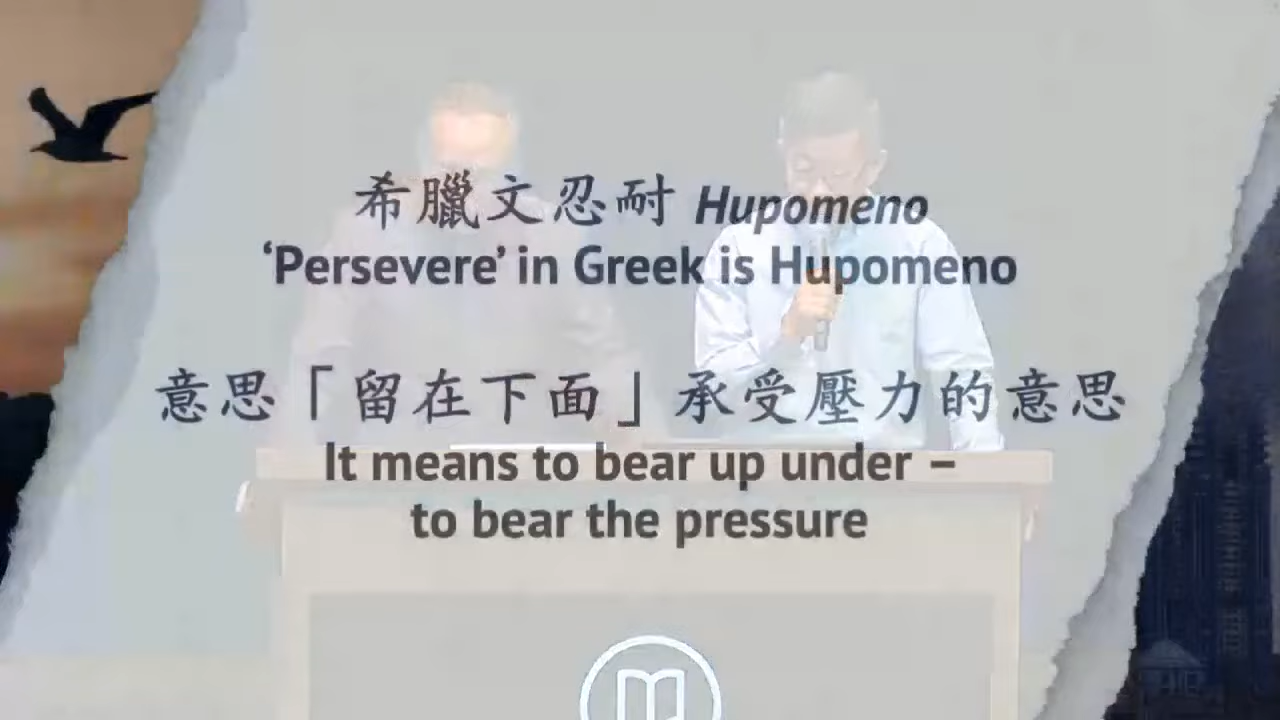 希臘文忍耐 Hupomeno
‘Persevere’ in Greek is Hupomeno
意思「留在下面」承受壓力的意思
It means to bear up under –
to bear the pressure